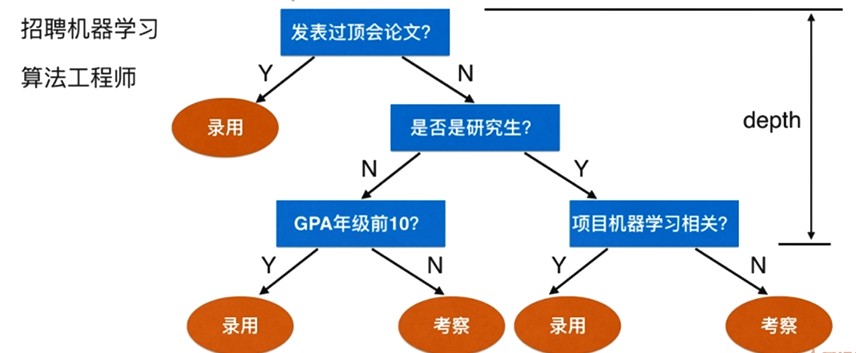 招聘机器学习
算法工程师
发表过顶会论文?
Y
N
录用
是否是研究生?
depth
N
Y
GPA年级前10?
项目机器学习相关?
Y
N
Y
N
录用
考察
录用
考察